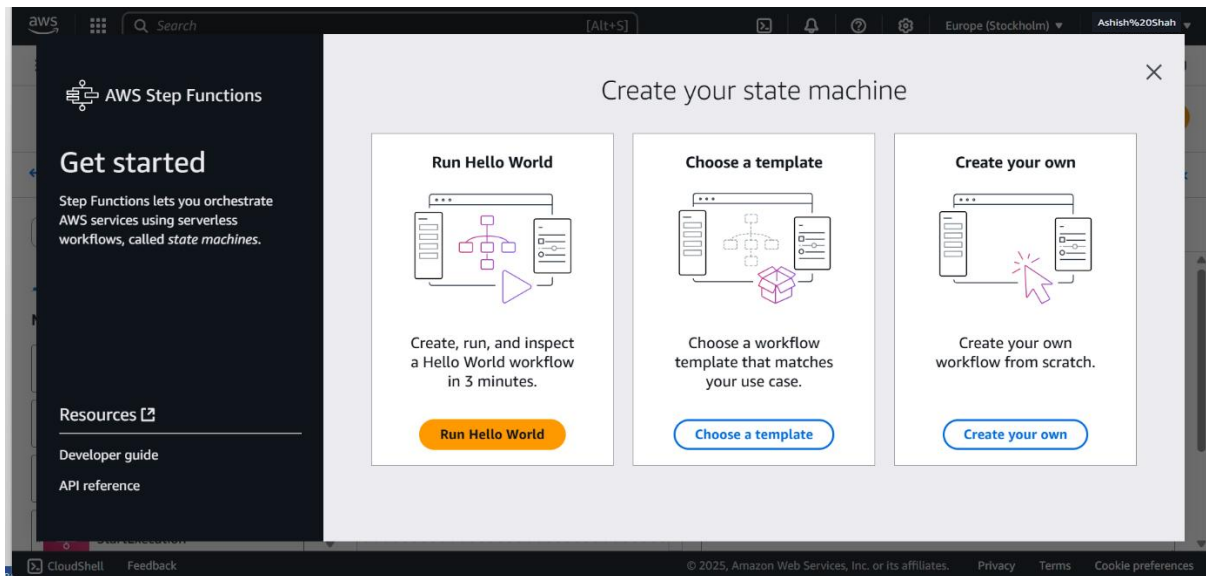 aws
Search
[Alt+S]
Europe (Stockholm)
Ashish%20Shah
AWS Step Functions
Get started
Step Functions lets you orchestrate
AWS services using serverless
workflows, called state machines.
Resources
Developer guide
API reference
Create your state machine
Run Hello World
Create, run, and inspect
a Hello World workflow
in 3 minutes.
Run Hello World
Choose a template
Choose a workflow
template that matches
your use case.
Choose a template
Create your own
Create your own
workflow from scratch.
Create your own
CloudShell
Feedback
© 2025, Amazon Web Services, Inc. or its affiliates.
Privacy
Terms
Cookie preferences